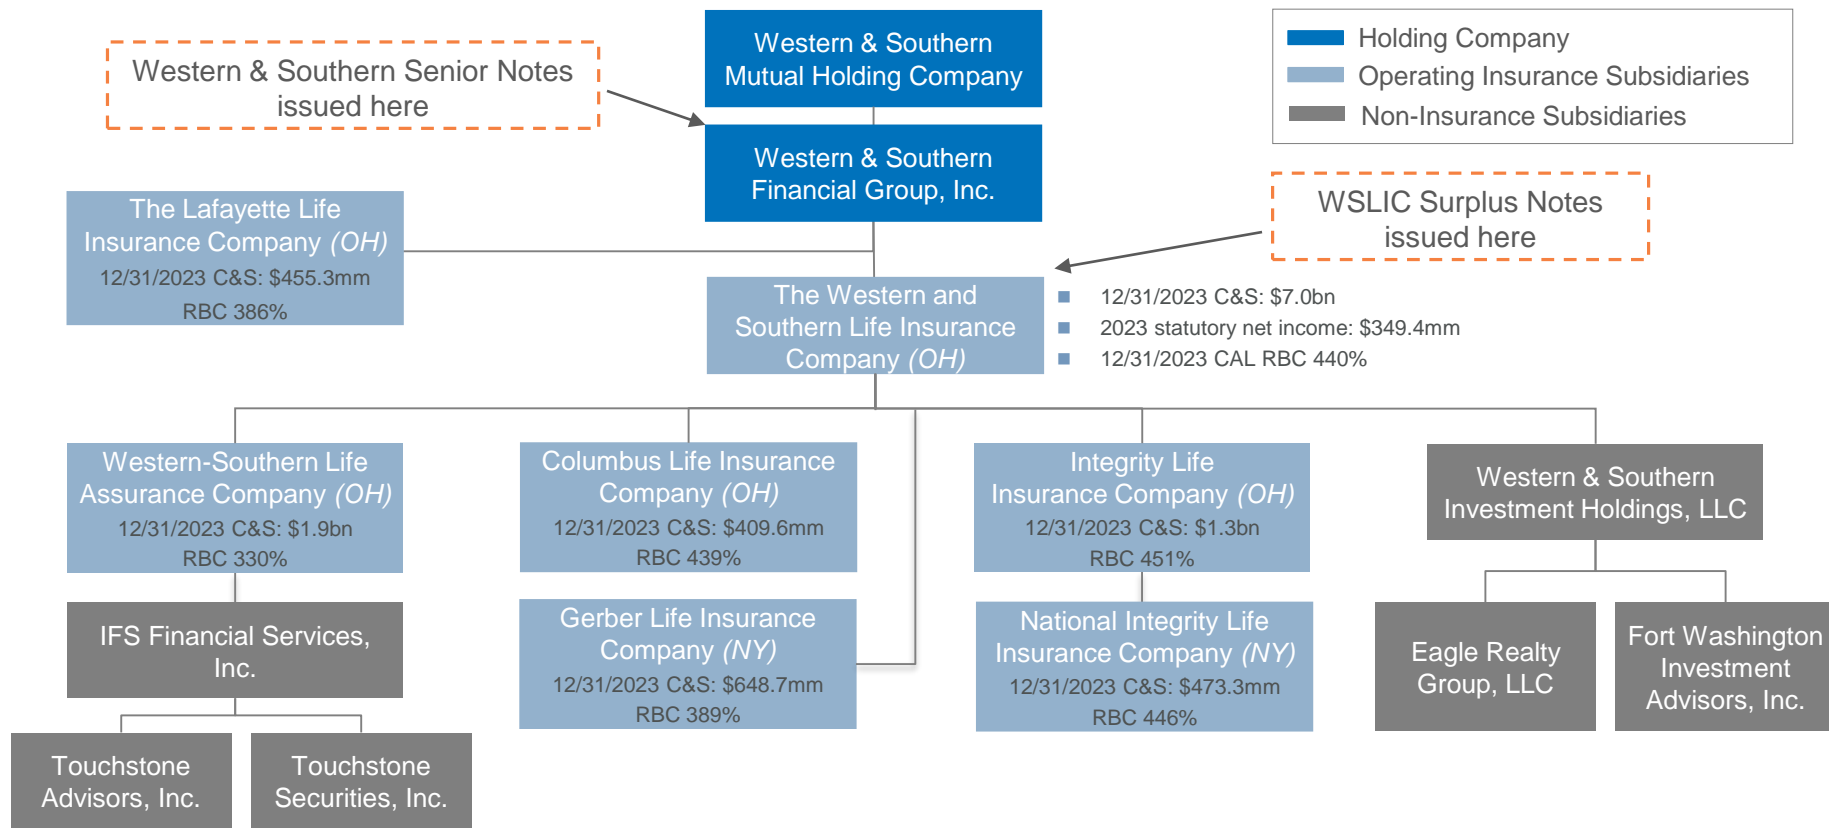 Western & Southern
Mutual Holding Company
Western & Southern Senior Notes
issued here
Holding Company
Operating Insurance Subsidiaries
Non-Insurance Subsidiaries
Western & Southern
Financial Group, Inc.
WSLIC Surplus Notes
issued here
The Lafayette Life
Insurance Company (OH)
12/31/2023 C&S: $455.3mm
RBC 386%
The Western and
Southern Life Insurance
Company (OH)
12/31/2023 C&S: $7.0bn
2023 statutory net income: $349.4mm
12/31/2023 CAL RBC 440%
Western-Southern Life
Assurance Company (OH)
12/31/2023 C&S: $1.9bn
RBC 330%
Columbus Life Insurance
Company (OH)
12/31/2023 C&S: $409.6mm
RBC 439%
Integrity Life
Insurance Company (OH)
12/31/2023 C&S: $1.3bn
RBC 451%
Western & Southern
Investment Holdings, LLC
IFS Financial Services,
Inc.
Gerber Life Insurance
Company (NY)
12/31/2023 C&S: $648.7mm
RBC 389%
National Integrity Life
Insurance Company (NY)
12/31/2023 C&S: $473.3mm
RBC 446%
Eagle Realty
Group, LLC
Fort Washington
Investment
Advisors, Inc.
Touchstone
Advisors, Inc.
Touchstone
Securities, Inc.